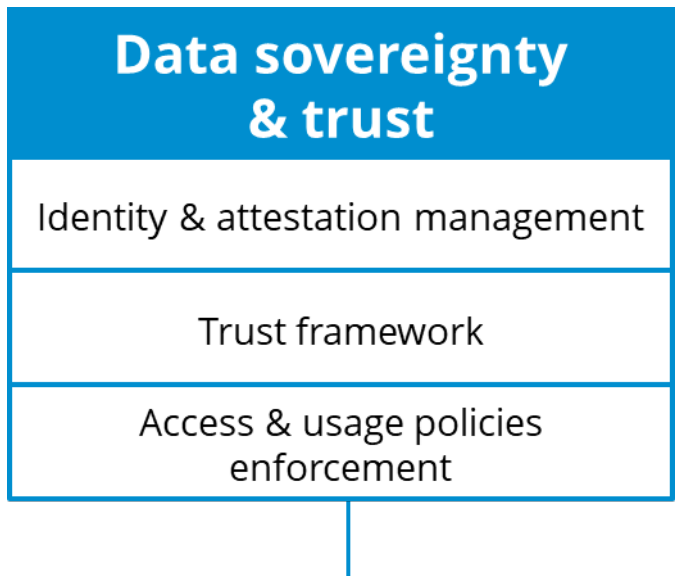 Data sovereignty
& trust
Identity & attestation management
Trust framework
Access & usage policies
enforcement